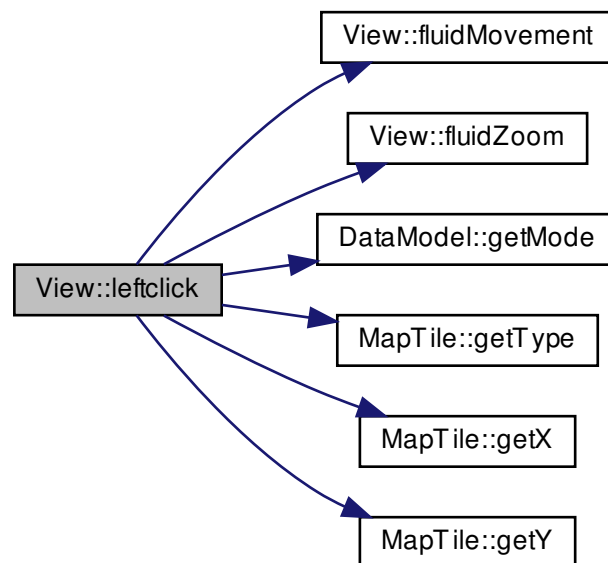 View::fluidMovement
View::fluidZoom
DataModel::getMode
View::leftclick
MapTile::getType
MapTile::getX
MapTile::getY